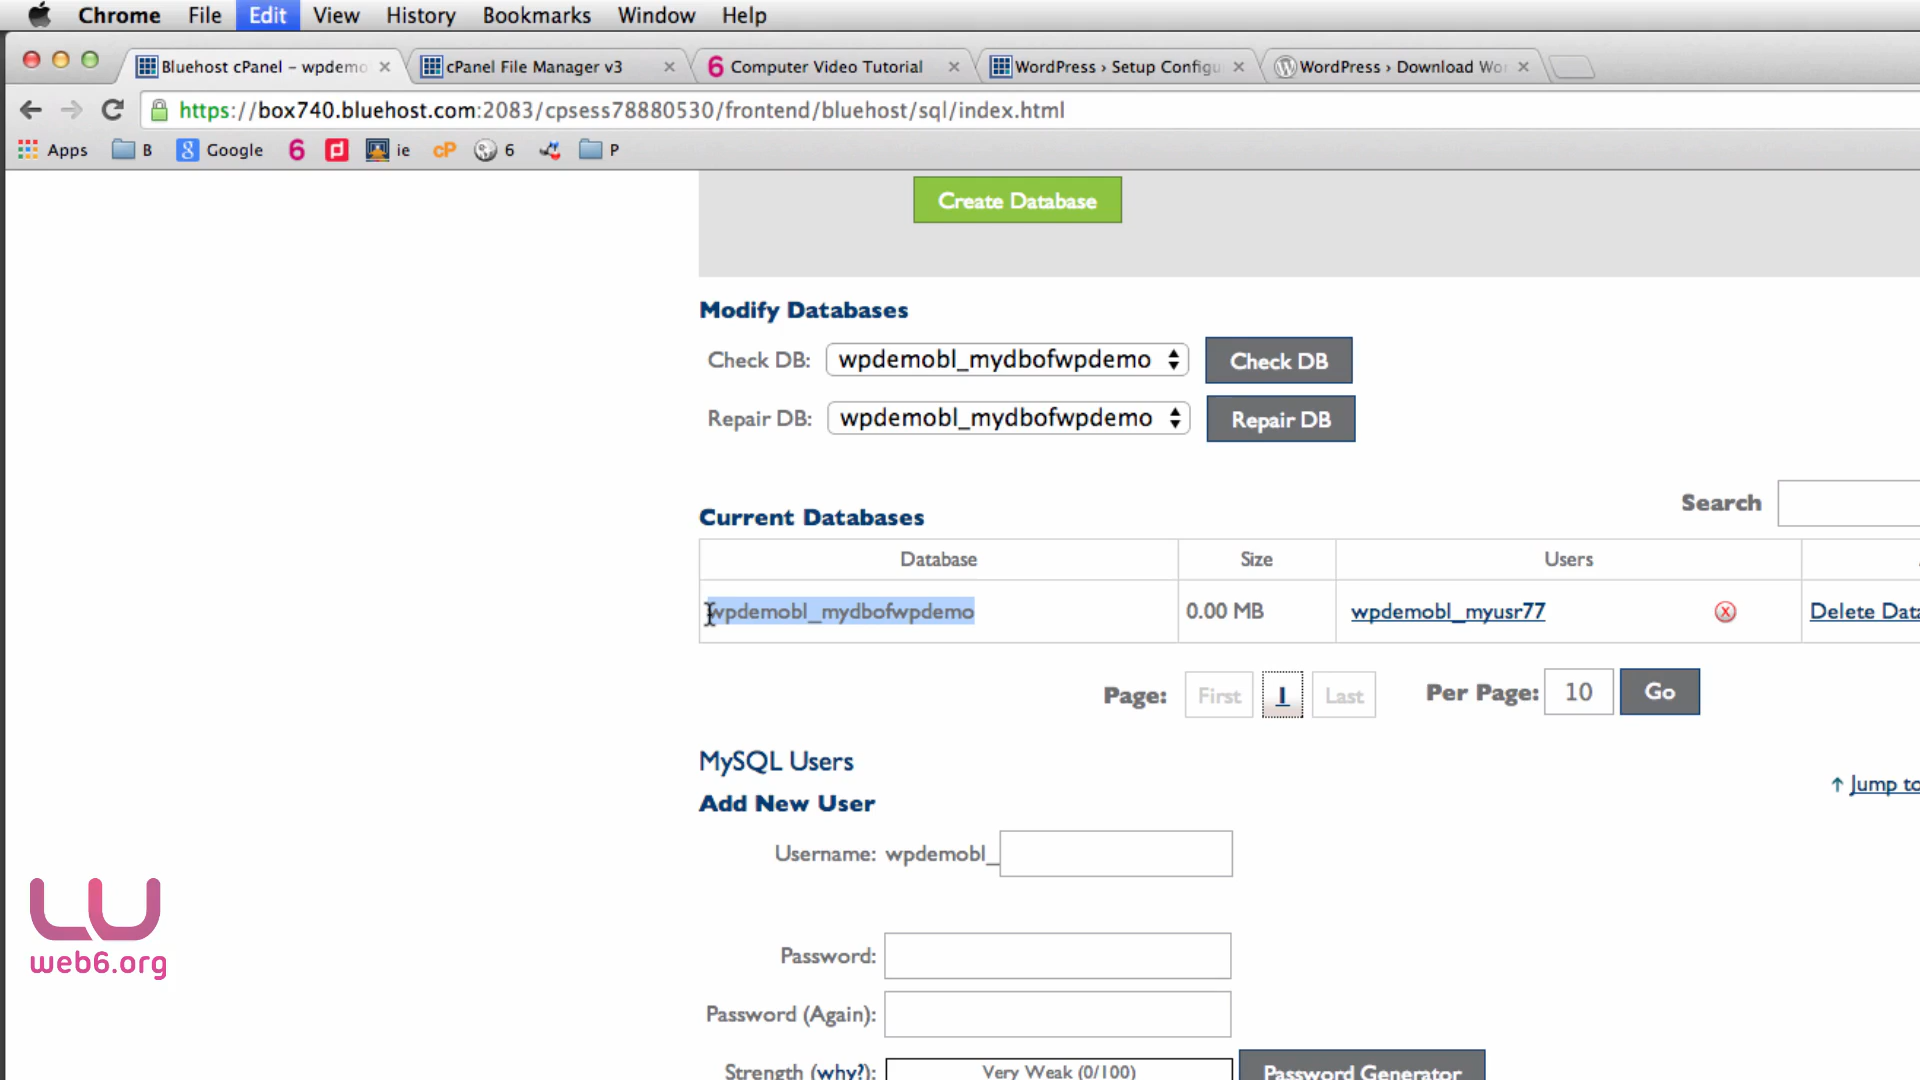 Chrome File Edit View History Bookmarks Window Help
Bluehost cPanel – wpdemo cPanel File Manager v3 6 Computer Video Tutorial WordPress › Setup Configu WordPress › Download Wo
https://box740.bluehost.com:2083/cpsess78880530/frontend/bluehost/sql/index.html
Apps B Google 6 ie cP 6 P
Create Database
Modify Databases
Check DB: wpdemobl_mydbofwpdemo Check DB
Repair DB: wpdemobl_mydbofwpdemo Repair DB
Search
Current Databases
Database Size Users
wpdemobl_mydbofwpdemo 0.00 MB wpdemobl_myusr77 Delete Data
Page: First 1 Last Per Page: 10 Go
MySQL Users
↑ Jump to
Add New User
Username: wpdemobl_
Password:
Password (Again):
Strength (why?): Very Weak (0/100) Password Generator
web6.org